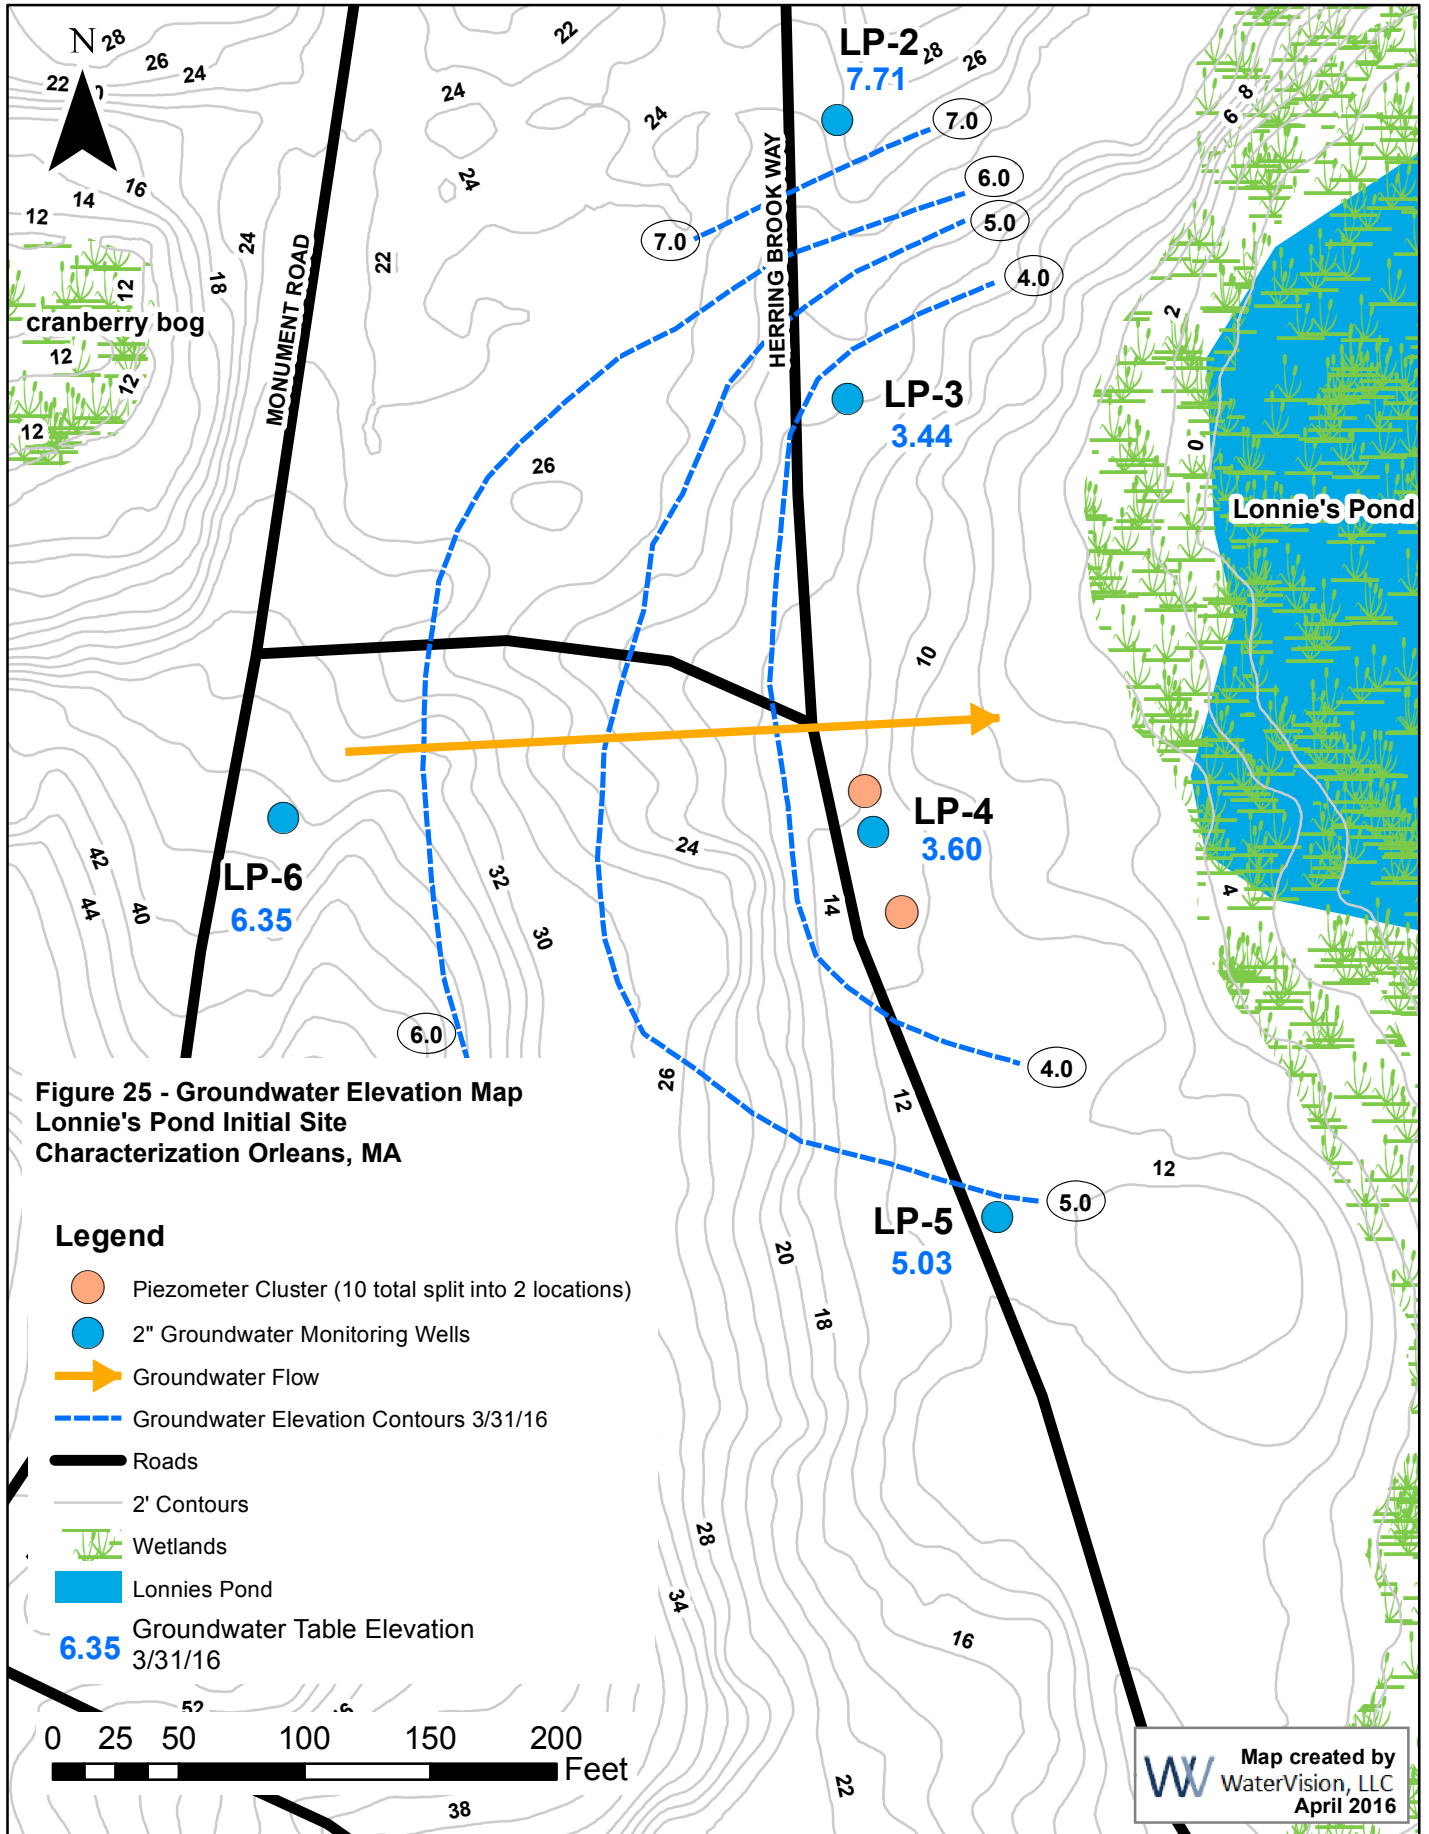 N
28
26
24
22
22
24
24
24
LP-2
7.71
28
26
8
6
7.0
6.0
5.0
4.0
7.0
16
14
12
24
18
22
12
cranberry bog
12
12
12
MONUMENT ROAD
HERRING BROOK WAY
2
0
LP-3
3.44
26
Lonnie's Pond
10
LP-4
3.60
24
14
4
LP-6
6.35
42
44
40
32
30
6.0
4.0
26
12
12
5.0
LP-5
5.03
20
18
28
34
16
22
Figure 25 - Groundwater Elevation Map
Lonnie's Pond Initial Site
Characterization Orleans, MA
Legend
Piezometer Cluster (10 total split into 2 locations)
2" Groundwater Monitoring Wells
Groundwater Flow
Groundwater Elevation Contours 3/31/16
Roads
2' Contours
Wetlands
Lonnies Pond
6.35 Groundwater Table Elevation
3/31/16
52
0 25 50 100 150 200
Feet
38
Map created by
WaterVision, LLC
April 2016